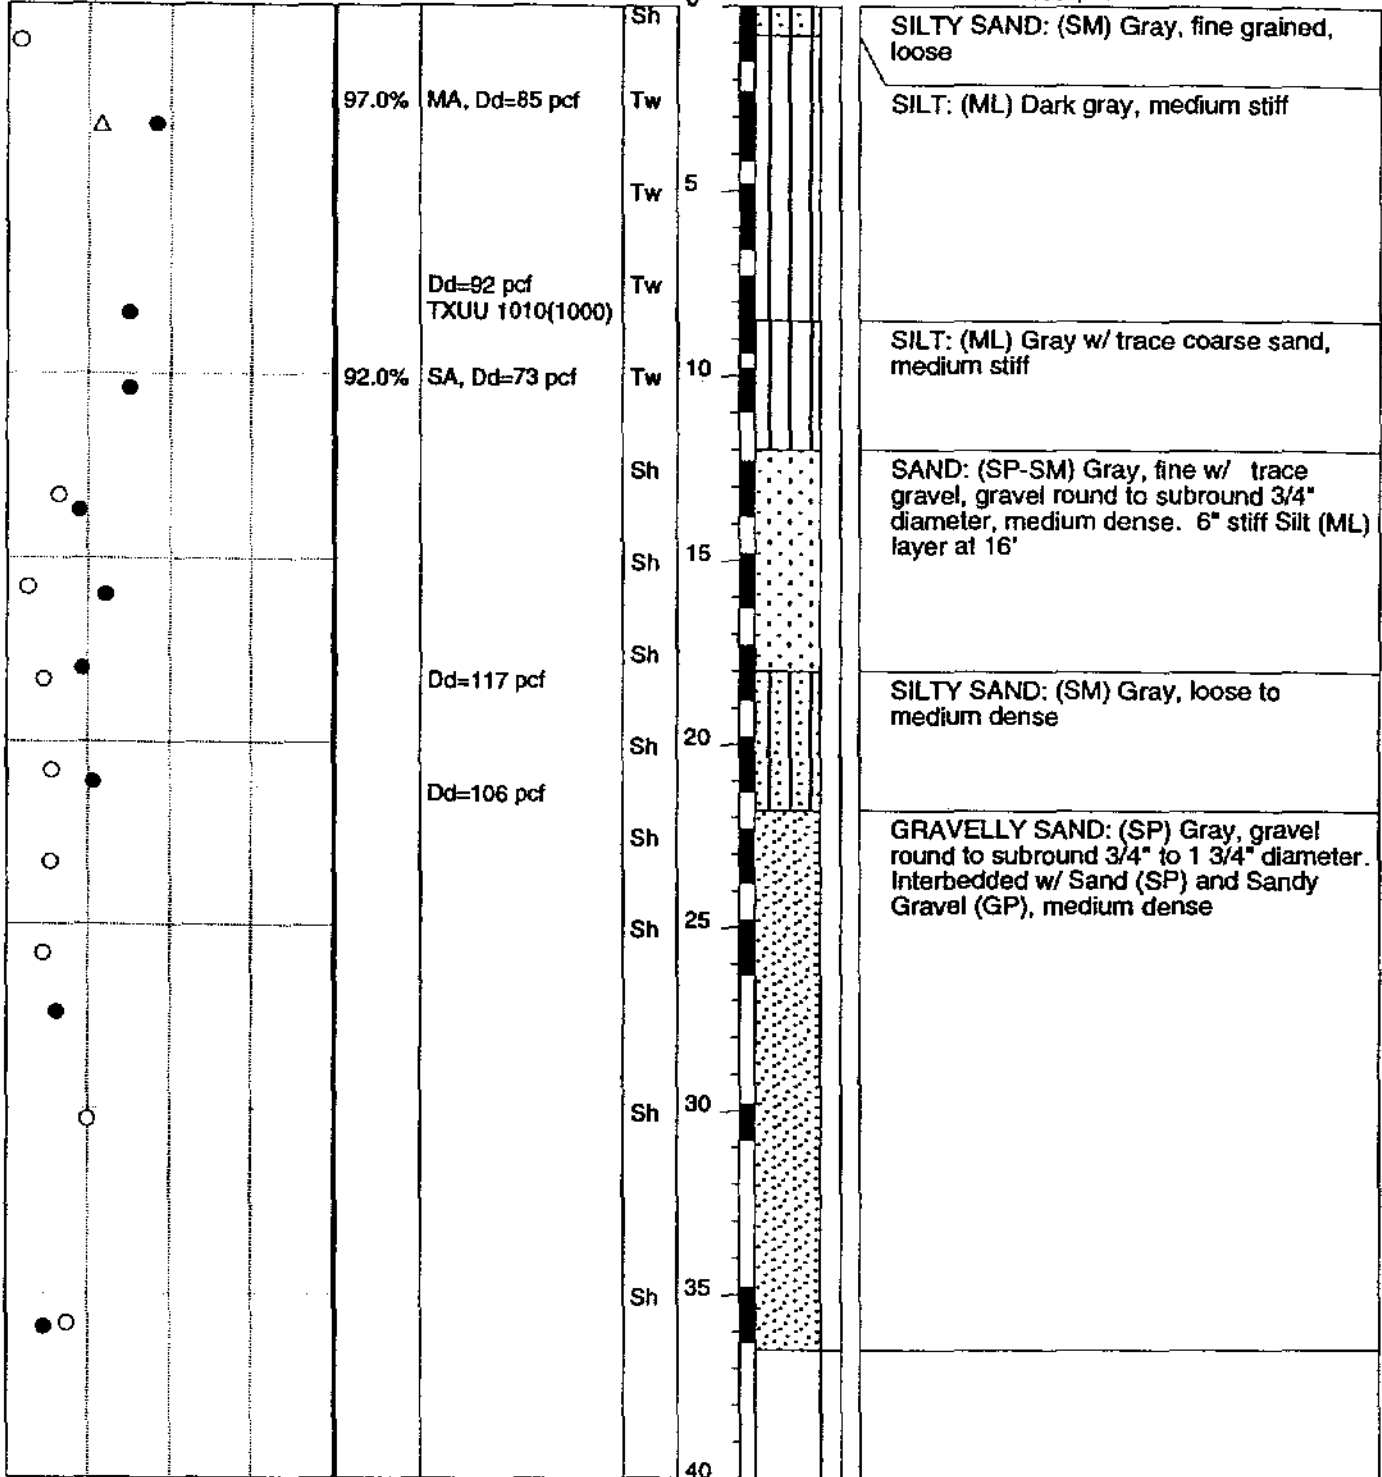 Sh
SILTY SAND: (SM) Gray, fine grained,
loose
97.0% MA, Dd=85 pcf Tw
SILT: (ML) Dark gray, medium stiff
Tw 5
Dd=92 pcf Tw
TXUU 1010(1000)
SILT: (ML) Gray w/ trace coarse sand,
medium stiff
92.0% SA, Dd=73 pcf Tw 10
Sh
SAND: (SP-SM) Gray, fine w/ trace
gravel, gravel round to subround 3/4"
diameter, medium dense. 6" stiff Silt (ML)
layer at 16'
Sh 15
Sh
Dd=117 pcf
SILTY SAND: (SM) Gray, loose to
medium dense
Sh 20
Dd=106 pcf
Sh
GRAVELLY SAND: (SP) Gray, gravel
round to subround 3/4" to 1 3/4" diameter.
Interbedded w/ Sand (SP) and Sandy
Gravel (GP), medium dense
Sh 25
Sh 30
Sh 35
40